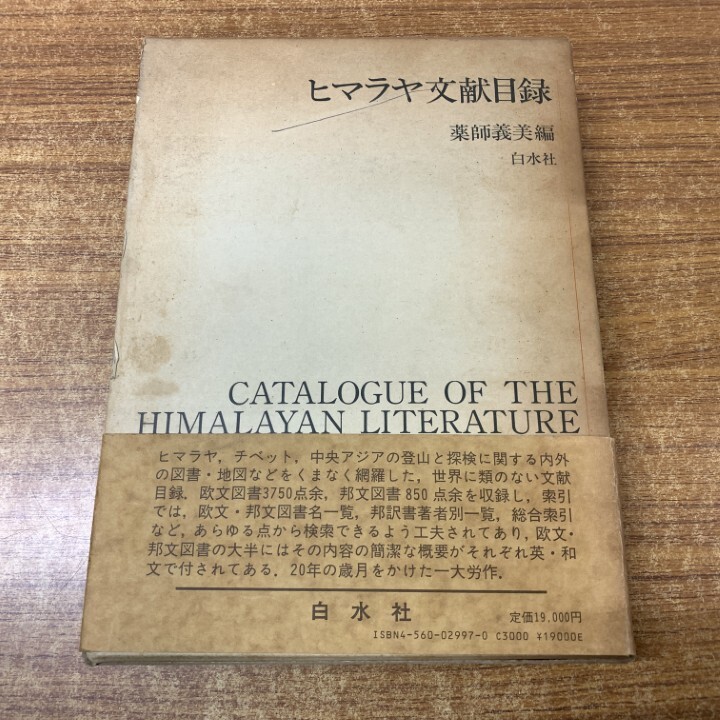 ヒマラヤ文献目録
薬師義美編
白水社
CATALOGUE OF THE
HIMALAYAN LITERATURE
ヒマラヤ，チベット，中央アジアの登山と探検に関する内外
の図書・地図などをくまなく網羅した，世界に類のない文献
目録．欧文図書3750点余，邦文図書850点余を収録し，索引
では，欧文・邦文図書名一覧，邦訳書著者別一覧，総合索引
など，あらゆる点から検索できるよう工夫されてあり，欧文・
邦文図書の大半にはその内容の簡潔な概要がそれぞれ英・和
文で付されてある．20年の歳月をかけた一大労作．
白水社
定価19,000円
ISBN4-560-02997-0 C3000 ¥19000E